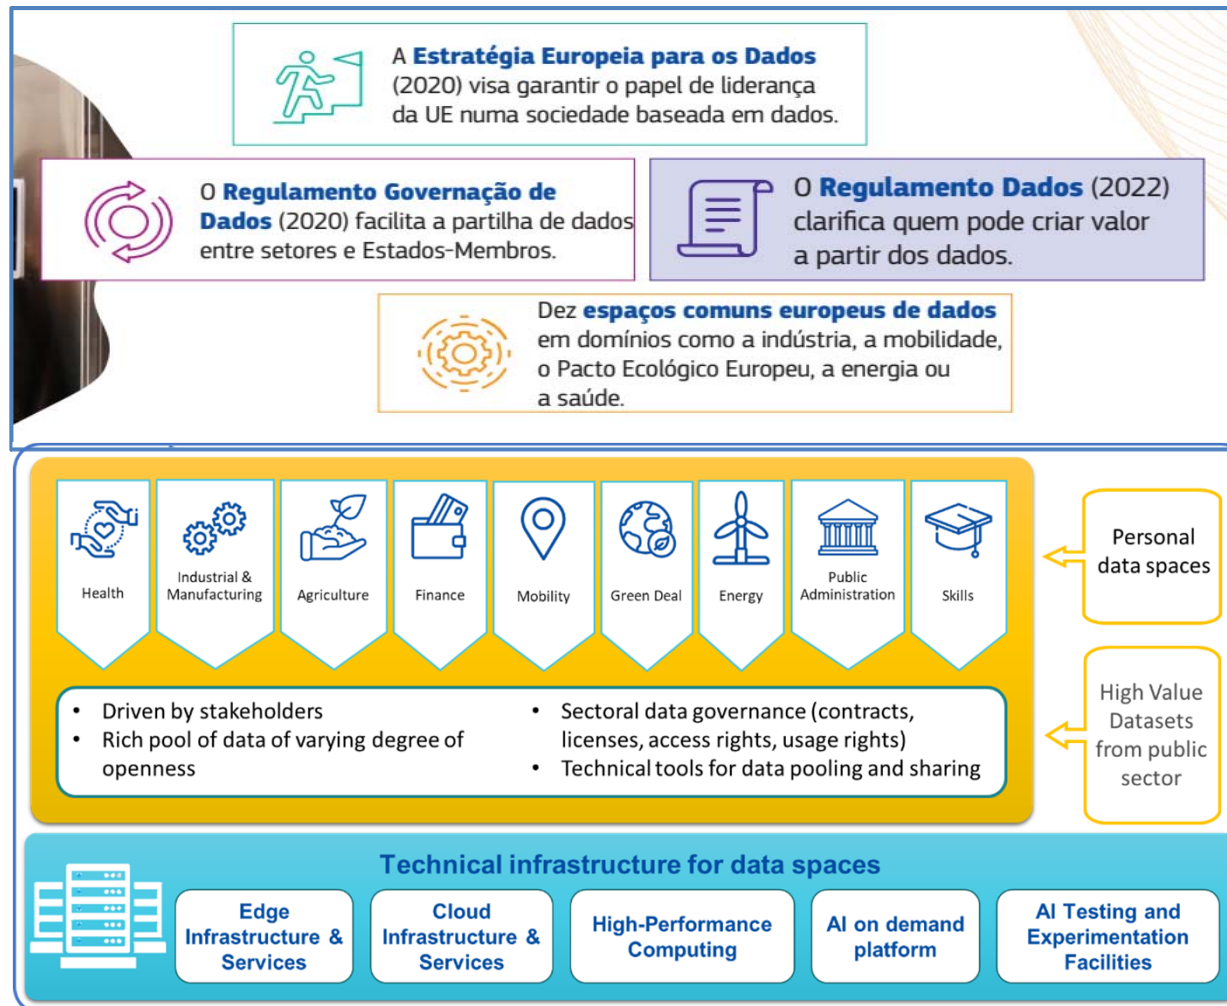 A Estratégia Europeia para os Dados
(2020) visa garantir o papel de liderança
da UE numa sociedade baseada em dados.
O Regulamento Governação de
Dados (2020) facilita a partilha de dados
entre setores e Estados-Membros.
O Regulamento Dados (2022)
clarifica quem pode criar valor
a partir dos dados.
Dez espaços comuns europeus de dados
em domínios como a indústria, a mobilidade,
o Pacto Ecológico Europeu, a energia ou
a saúde.
Health
Industrial &
Manufacturing
Agriculture
Finance
Mobility
Green Deal
Energy
Public
Administration
Skills
Personal
data spaces
• Driven by stakeholders
• Rich pool of data of varying degree of
openness
• Sectoral data governance (contracts,
licenses, access rights, usage rights)
• Technical tools for data pooling and sharing
High Value
Datasets
from public
sector
Technical infrastructure for data spaces
Edge
Infrastructure &
Services
Cloud
Infrastructure &
Services
High-Performance
Computing
AI on demand
platform
AI Testing and
Experimentation
Facilities